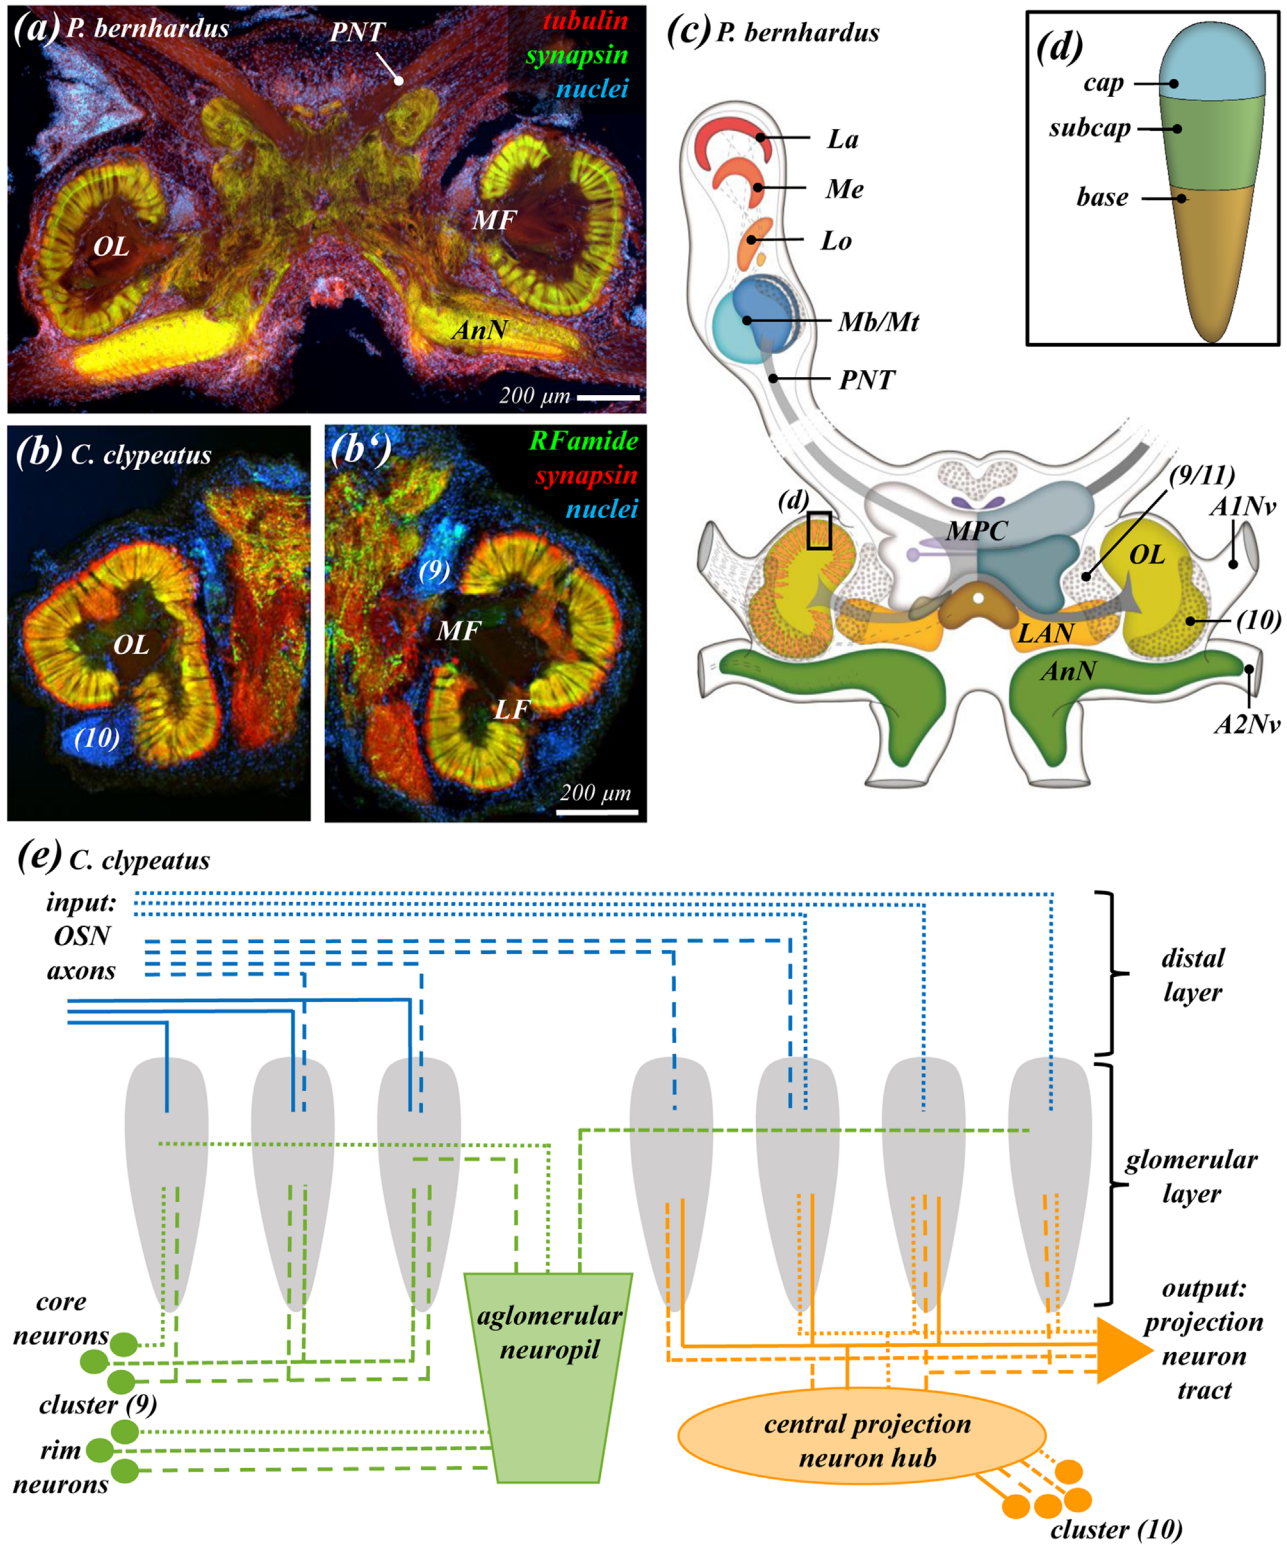 (a) P. bernhardus
PNT
tubulin
synapsin
nuclei
OL
MF
AnN
200 µm
(b) C. clypeatus
OL
(10)
(b‘)
RFamide
synapsin
nuclei
(9)
MF
LF
200 µm
(c) P. bernhardus
La
Me
Lo
Mb/Mt
PNT
(d)
(9/11)
A1Nv
MPC
OL
(10)
LAN
AnN
A2Nv
(d)
cap
subcap
base
(e) C. clypeatus
input:
OSN
axons
distal
layer
glomerular
layer
core
neurons
cluster (9)
rim
neurons
aglomerular
neuropil
output:
projection
neuron
tract
central projection
neuron hub
cluster (10)